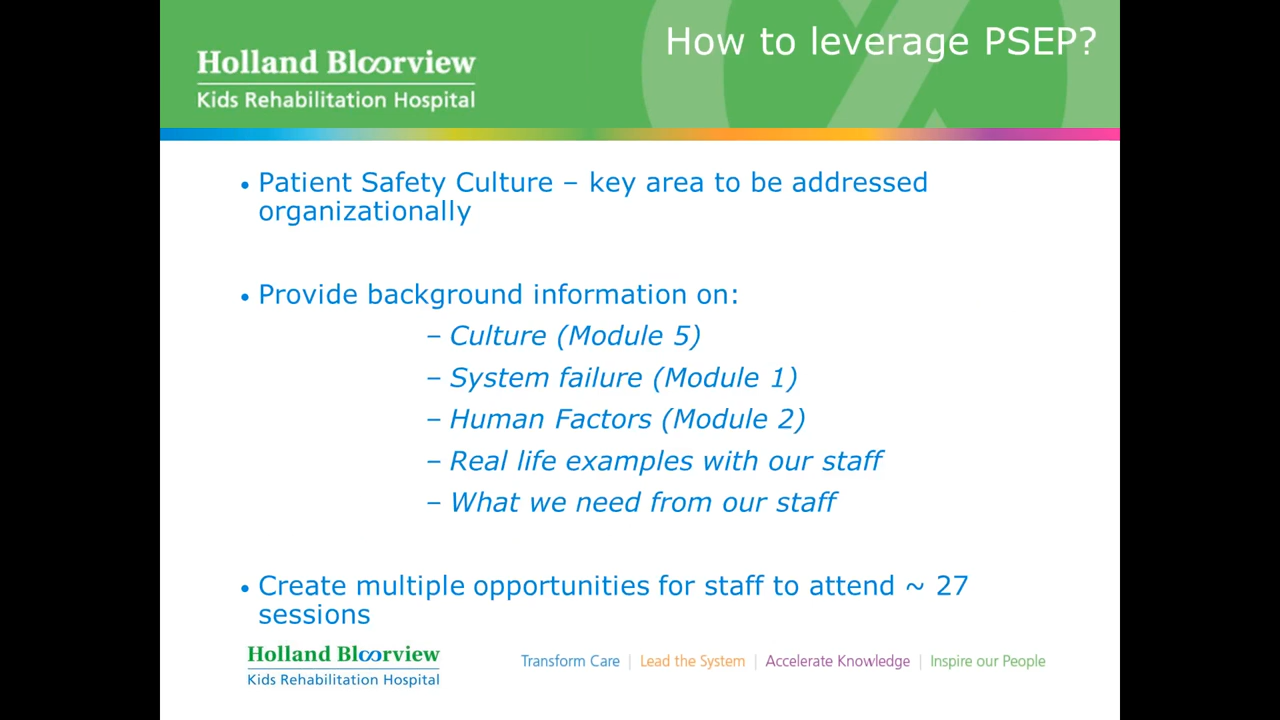 How to leverage PSEP?
Holland Bloorview
Kids Rehabilitation Hospital
• Patient Safety Culture – key area to be addressed
organizationally
• Provide background information on:
– Culture (Module 5)
– System failure (Module 1)
– Human Factors (Module 2)
– Real life examples with our staff
– What we need from our staff
• Create multiple opportunities for staff to attend ~ 27
sessions
Holland Bloorview
Kids Rehabilitation Hospital
Transform Care | Lead the System | Accelerate Knowledge | Inspire our People